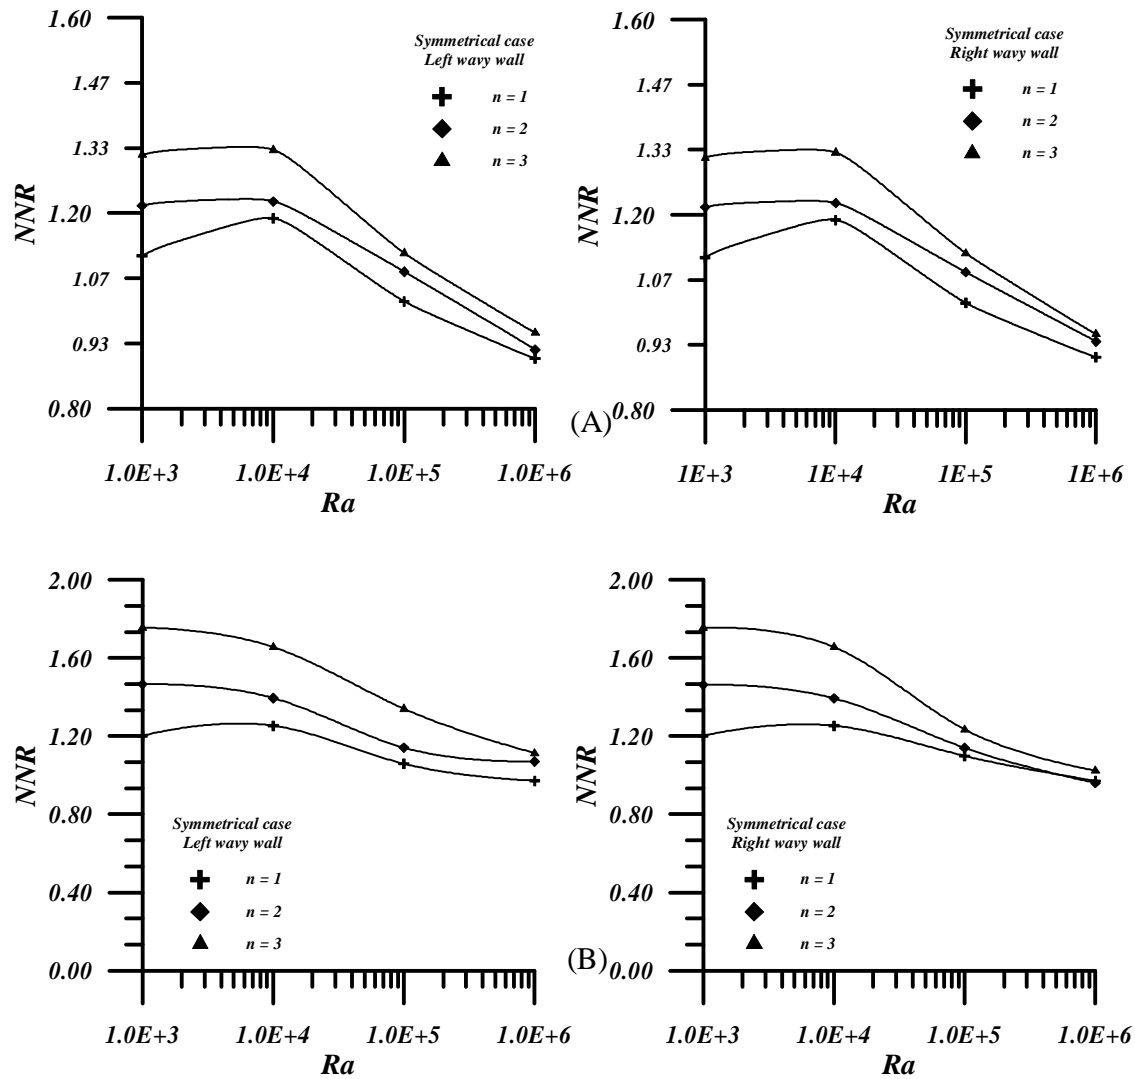 1.60
1.47
1.33
1.20
1.07
0.93
0.80
NNR
Symmetrical case
Left wavy wall
n = 1
n = 2
n = 3
1.0E+3 1.0E+4 1.0E+5 1.0E+6
Ra
1.60
1.47
1.33
1.20
1.07
0.93
0.80
NNR
Symmetrical case
Right wavy wall
n = 1
n = 2
n = 3
1E+3 1E+4 1E+5 1E+6
Ra
(A)
2.00
1.60
1.20
0.80
0.40
0.00
NNR
Symmetrical case
Left wavy wall
n = 1
n = 2
n = 3
1.0E+3 1.0E+4 1.0E+5 1.0E+6
Ra
2.00
1.60
1.20
0.80
0.40
0.00
NNR
Symmetrical case
Right wavy wall
n = 1
n = 2
n = 3
1.0E+3 1.0E+4 1.0E+5 1.0E+6
Ra
(B)